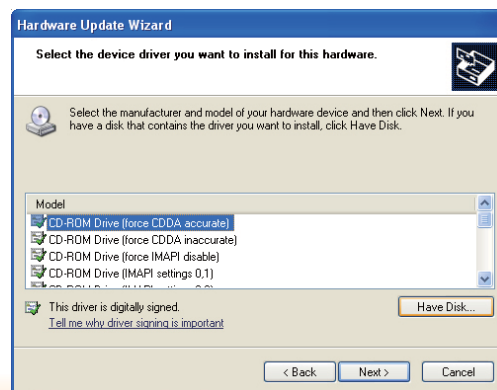 Hardware Update Wizard
Select the device driver you want to install for this hardware.
Select the manufacturer and model of your hardware device and then click Next. If you
have a disk that contains the driver you want to install, click Have Disk.
Model
CD-ROM Drive (force CDDA accurate)
CD-ROM Drive (force CDDA inaccurate)
CD-ROM Drive (force IMAPI disable)
CD-ROM Drive (IMAPI settings 0,1)
This driver is digitally signed.
Have Disk...
Tell me why driver signing is important
< Back
Next >
Cancel